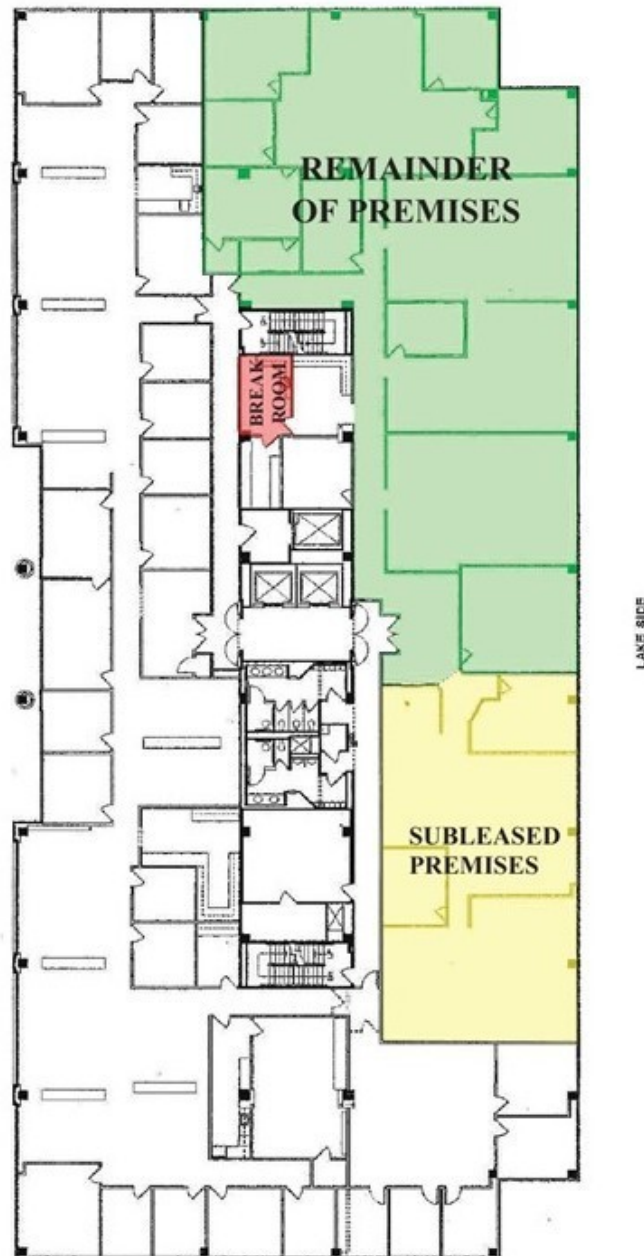 REMAINDER
OF PREMISES
BREAK
ROOM
LAKE SIDE
SUBLEASED
PREMISES